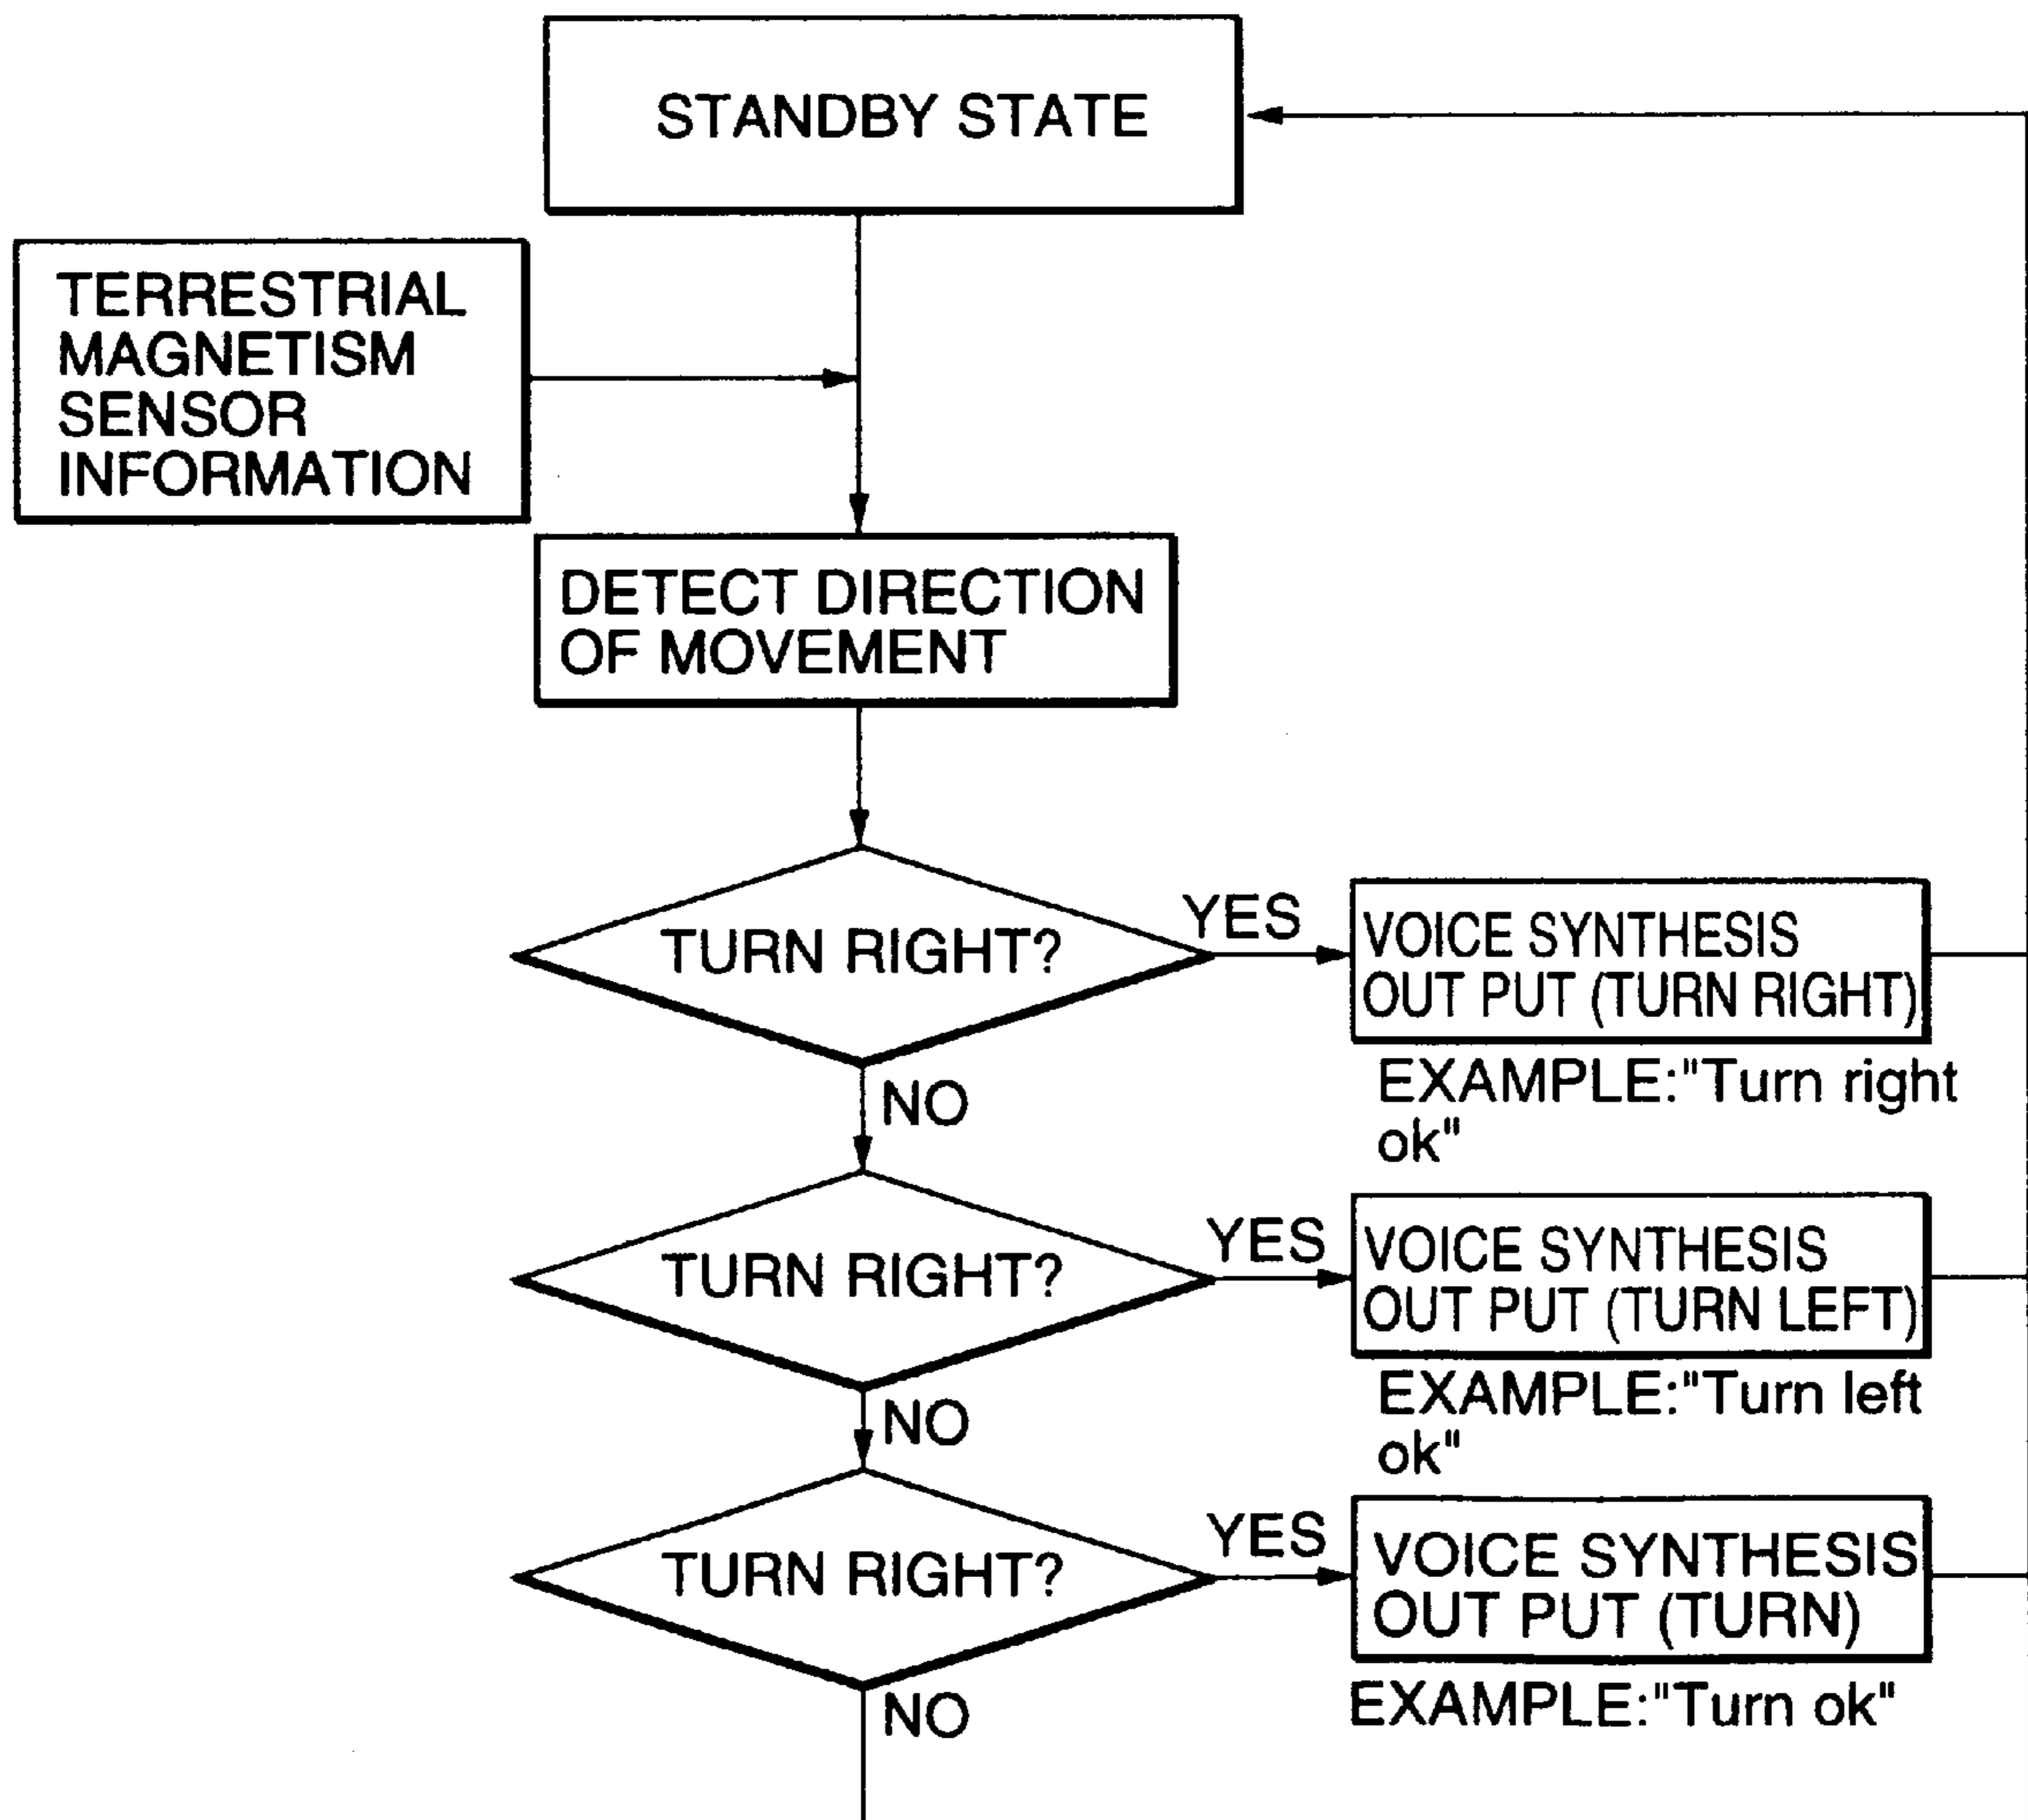 STANDBY STATE
TERRESTRIAL
MAGNETISM
SENSOR
INFORMATION
DETECT DIRECTION
OF MOVEMENT
TURN RIGHT?
YES
VOICE SYNTHESIS
OUT PUT (TURN RIGHT)
EXAMPLE:"Turn right
ok"
NO
TURN RIGHT?
YES
VOICE SYNTHESIS
OUT PUT (TURN LEFT)
EXAMPLE:"Turn left
ok"
NO
TURN RIGHT?
YES
VOICE SYNTHESIS
OUT PUT (TURN)
EXAMPLE:"Turn ok"
NO